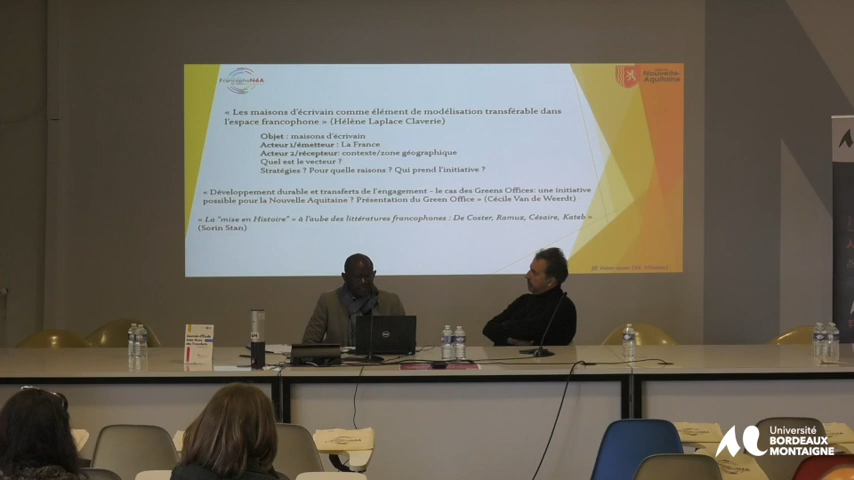 FrancophoNéA
Nouvelle-Aquitaine
« Les maisons d'écrivain comme élément de modélisation transférable dans
l'espace francophone » (Hélène Laplace Claverie)
Objet : maisons d'écrivain
Acteur 1/émetteur : La France
Acteur 2/récepteur: contexte/zone géographique
Quel est le vecteur ?
Stratégies ? Pour quelle raisons ? Qui prend l'initiative ?
« Développement durable et transferts de l'engagement - le cas des Greens Offices: une initiative
possible pour la Nouvelle Aquitaine ? Présentation du Green Office » (Cécile Van de Weerdt)
« La "mise en Histoire" » à l'aube des littératures francophones : De Coster, Ramuz, Césaire, Kateb »
(Sorin Stan)
DELL
Université
BORDEAUX
MONTAIGNE